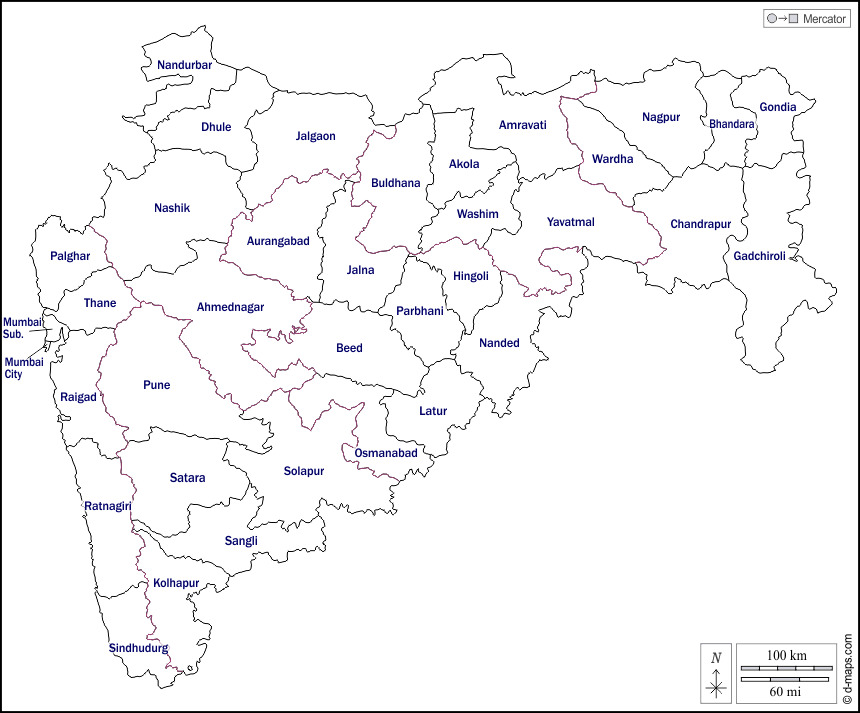 Mercator
Nandurbar
Dhule
Jalgaon
Buldhana
Akola
Amravati
Nagpur
Bhandara
Gondia
Wardha
Nashik
Aurangabad
Jalna
Washim
Yavatmal
Chandrapur
Gadchiroli
Palghar
Thane
Ahmednagar
Parbhani
Hingoli
Mumbai
Sub.
Mumbai
City
Beed
Nanded
Raigad
Pune
Latur
Osmanabad
Satara
Solapur
Ratnagiri
Sangli
Kolhapur
Sindhudurg
N
100 km
60 mi
© d-maps.com